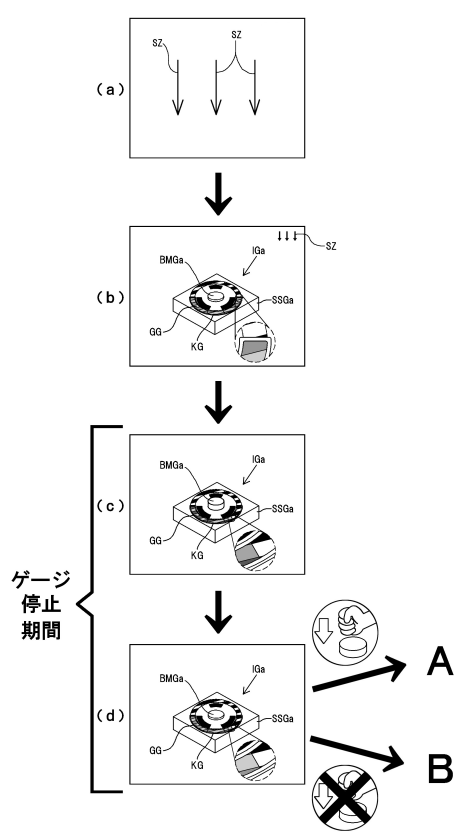 SZ
SZ
(a)
SZ
BMGa
IGa
(b)
SSGa
GG
KG
BMGa
IGa
(c)
SSGa
GG
KG
ゲージ
停止
期間
BMGa
IGa
(d)
SSGa
GG
KG
A
B